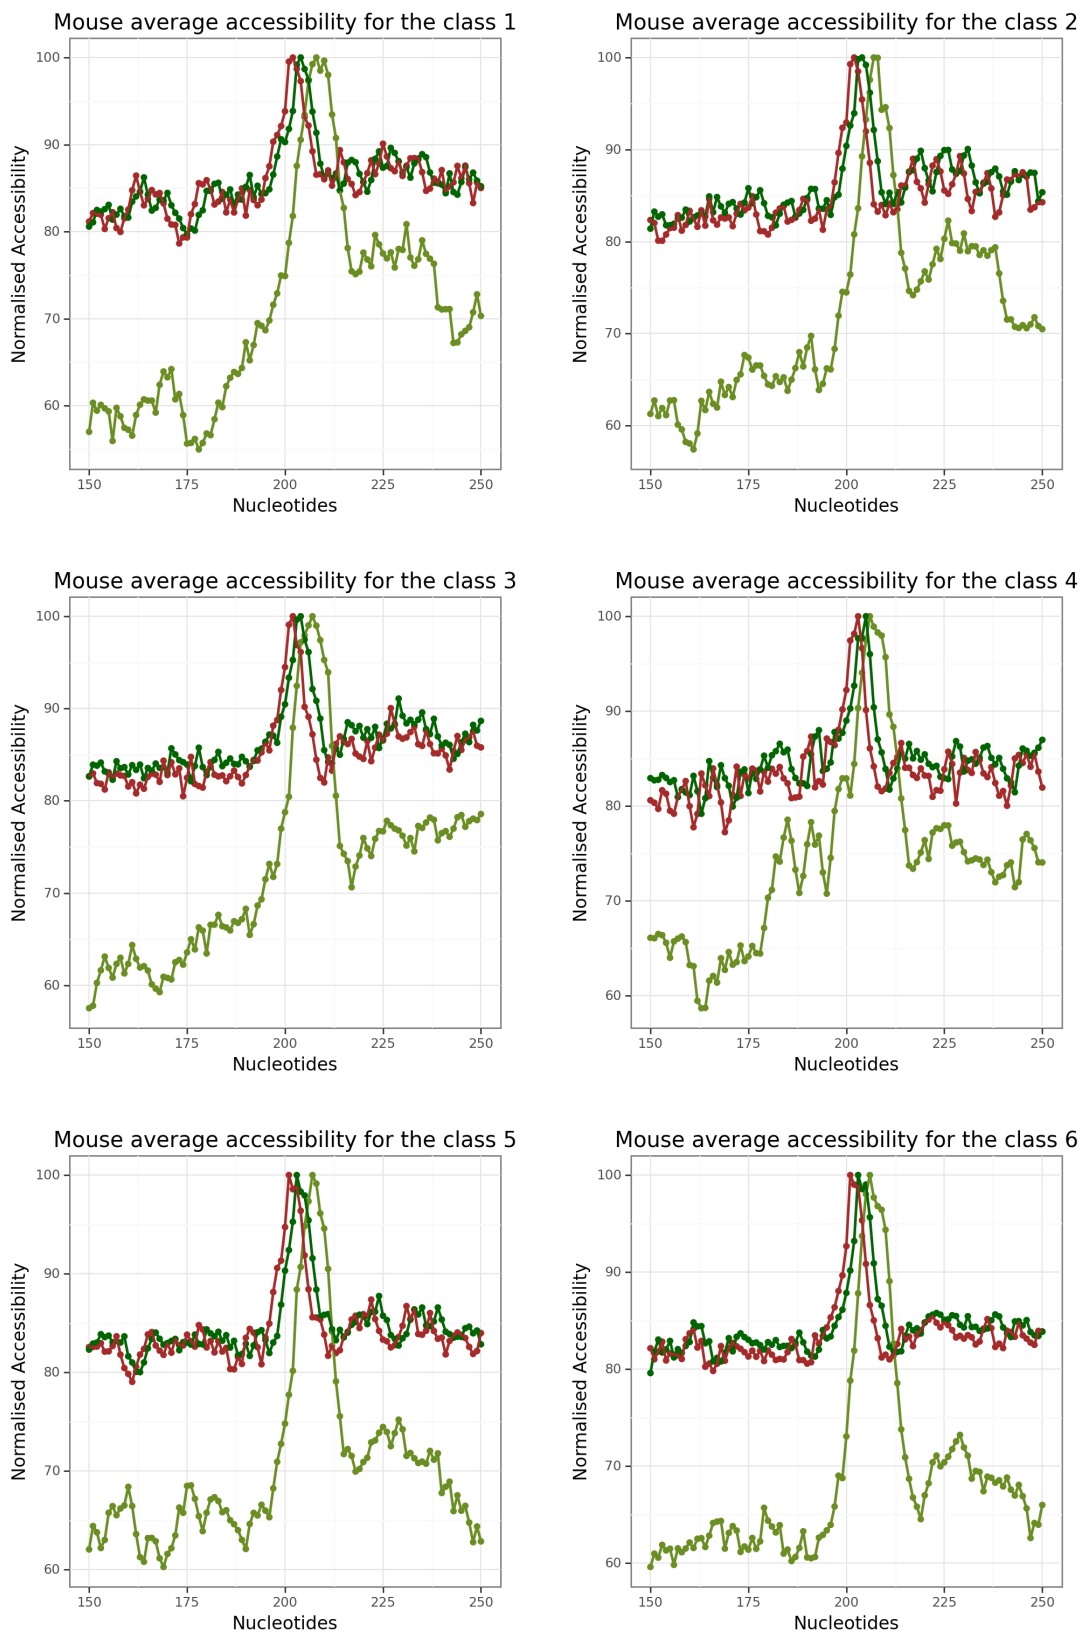 Mouse average accessibility for the class 1
100
90
80
70
60
Normalised Accessibility
150 175 200 225 250
Nucleotides
Mouse average accessibility for the class 2
100
90
80
70
60
Normalised Accessibility
150 175 200 225 250
Nucleotides
Mouse average accessibility for the class 3
100
90
80
70
60
Normalised Accessibility
150 175 200 225 250
Nucleotides
Mouse average accessibility for the class 4
100
90
80
70
60
Normalised Accessibility
150 175 200 225 250
Nucleotides
Mouse average accessibility for the class 5
100
90
80
70
60
Normalised Accessibility
150 175 200 225 250
Nucleotides
Mouse average accessibility for the class 6
100
90
80
70
60
Normalised Accessibility
150 175 200 225 250
Nucleotides